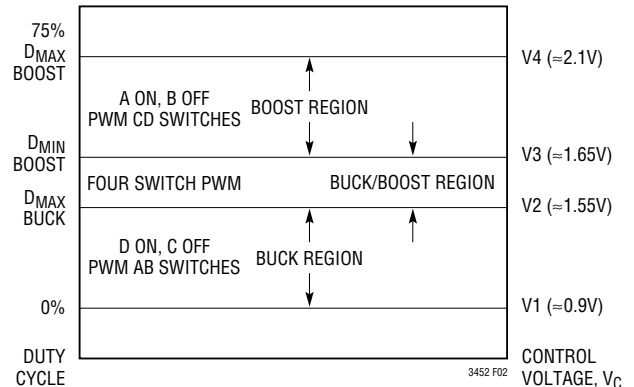 75%
DMAX
BOOST
V4 (≈2.1V)
A ON, B OFF
PWM CD SWITCHES
BOOST REGION
DMIN
BOOST
V3 (≈1.65V)
FOUR SWITCH PWM
BUCK/BOOST REGION
DMAX
BUCK
V2 (≈1.55V)
D ON, C OFF
PWM AB SWITCHES
BUCK REGION
0%
V1 (≈0.9V)
DUTY
CYCLE
3452 F02
CONTROL
VOLTAGE, VC